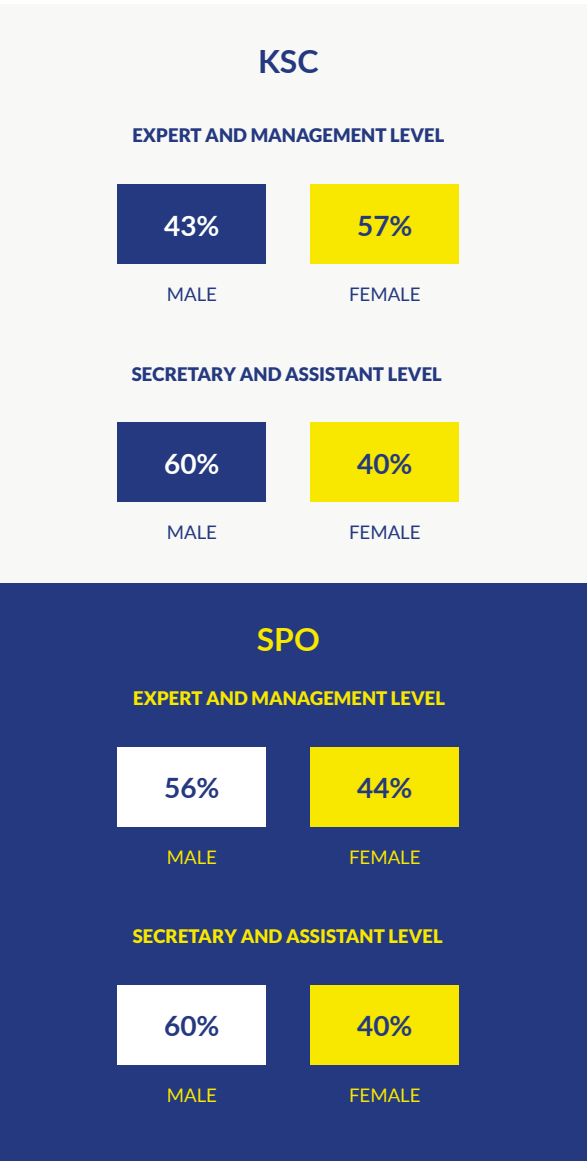 KSC
EXPERT AND MANAGEMENT LEVEL
43% 57%
MALE FEMALE
SECRETARY AND ASSISTANT LEVEL
60% 40%
MALE FEMALE
SPO
EXPERT AND MANAGEMENT LEVEL
56% 44%
MALE FEMALE
SECRETARY AND ASSISTANT LEVEL
60% 40%
MALE FEMALE